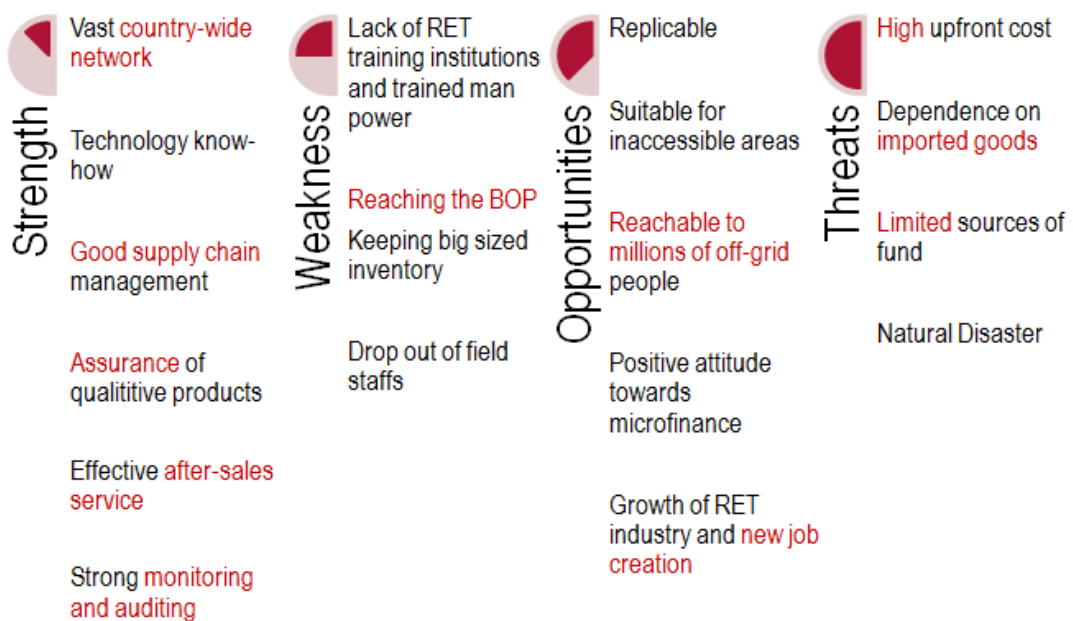 Strength
Vast country-wide
network
Technology know-
how
Good supply chain
management
Assurance of
qualititive products
Effective after-sales
service
Strong monitoring
and auditing
Weakness
Lack of RET
training institutions
and trained man
power
Reaching the BOP
Keeping big sized
inventory
Drop out of field
staffs
Opportunities
Replicable
Suitable for
inaccessible areas
Reachable to
millions of off-grid
people
Positive attitude
towards
microfinance
Growth of RET
industry and new job
creation
Threats
High upfront cost
Dependence on
imported goods
Limited sources of
fund
Natural Disaster